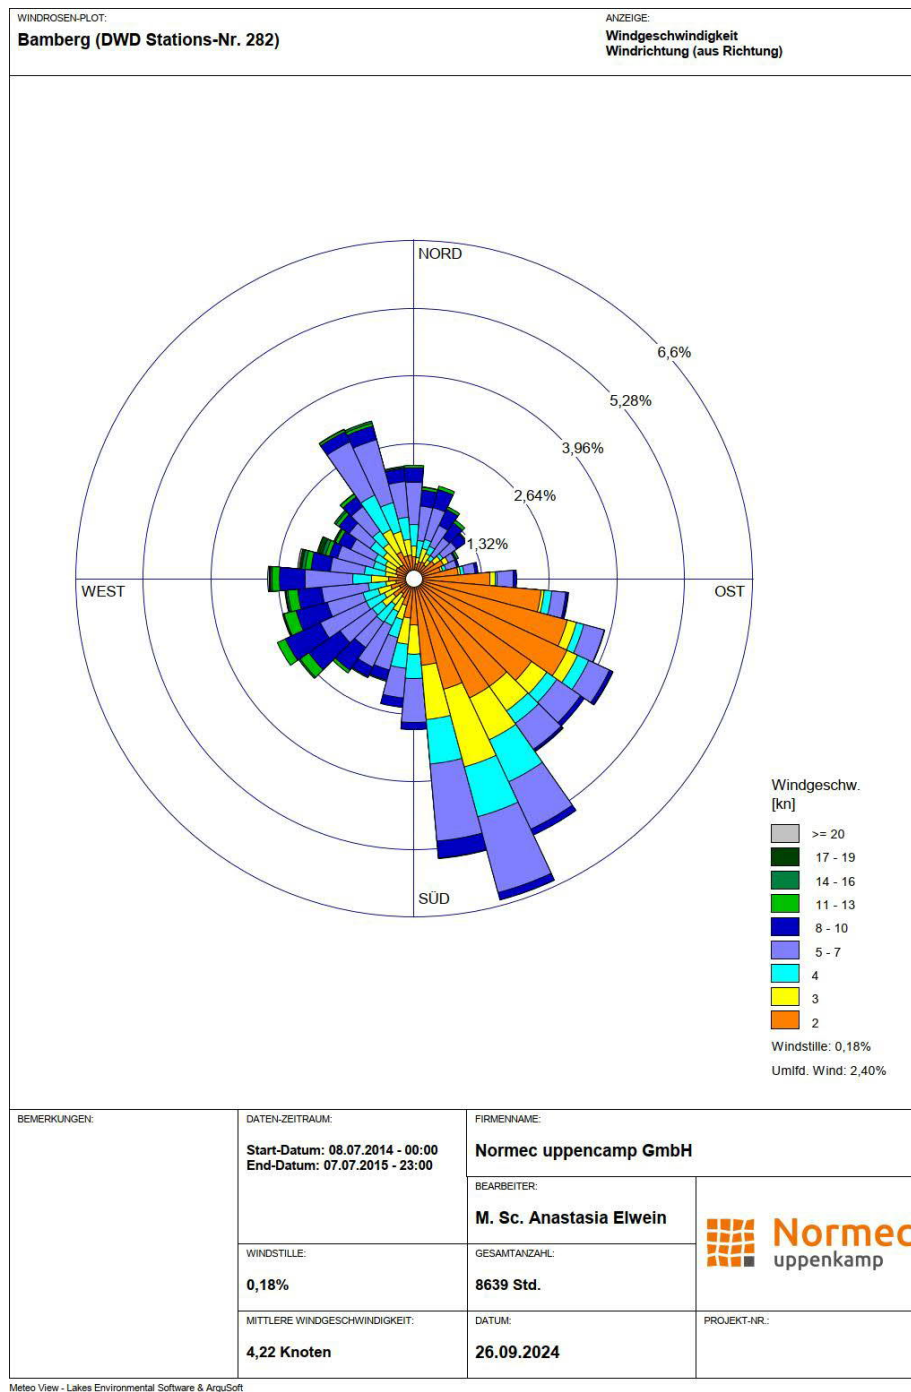 WINDROSEN-PLOT:
Bamberg (DWD Stations-Nr. 282)
ANZEIGE:
Windgeschwindigkeit
Windrichtung (aus Richtung)
NORD
6,6%
5,28%
3,96%
2,64%
1,32%
WEST
OST
SÜD
Windgeschw.
[kn]
>= 20
17 - 19
14 - 16
11 - 13
8 - 10
5 - 7
4
3
2
Windstille: 0,18%
Umlfd. Wind: 2,40%
BEMERKUNGEN:
DATEN-ZEITRAUM:
Start-Datum: 08.07.2014 - 00:00
End-Datum: 07.07.2015 - 23:00
FIRMENNAME:
Normec uppencamp GmbH
BEARBEITER:
M. Sc. Anastasia Elwein
WINDSTILLE:
0,18%
GESAMTANZAHL:
8639 Std.
Normec
uppenkamp
MITTLERE WINDGESCHWINDIGKEIT:
4,22 Knoten
DATUM:
26.09.2024
PROJEKT-NR.:
Meteo View - Lakes Environmental Software & ArguSoft